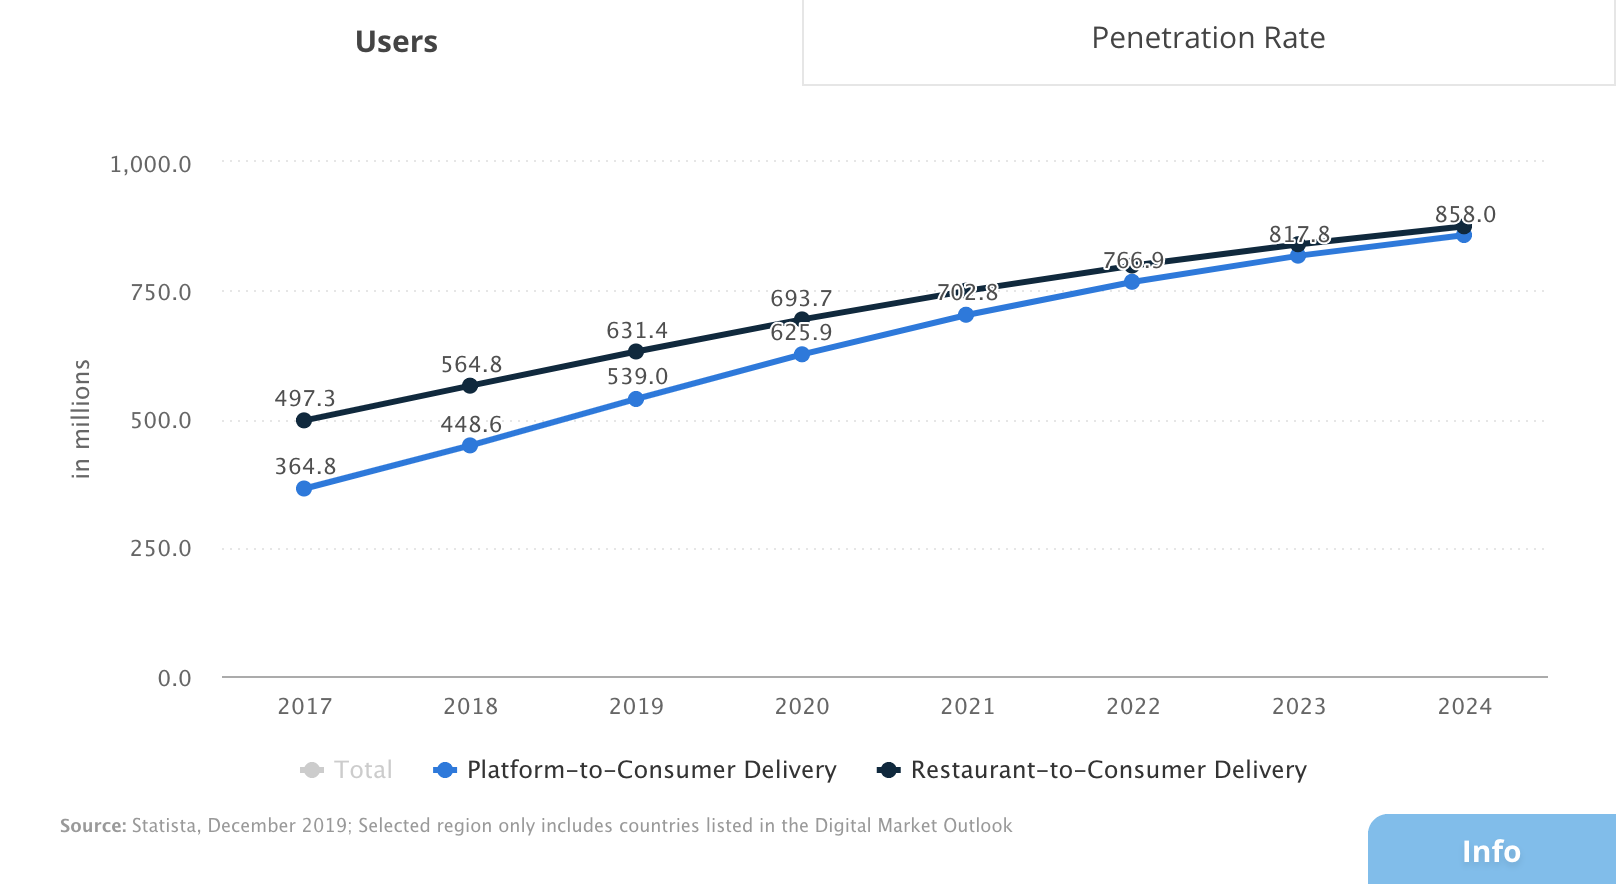 Users
Penetration Rate
1,000.0
750.0
500.0
250.0
0.0
in millions
858.0
817.8
766.9
702.8
693.7
625.9
631.4
539.0
564.8
448.6
497.3
364.8
2017 2018 2019 2020 2021 2022 2023 2024
Total Platform-to-Consumer Delivery Restaurant-to-Consumer Delivery
Source: Statista, December 2019; Selected region only includes countries listed in the Digital Market Outlook
Info